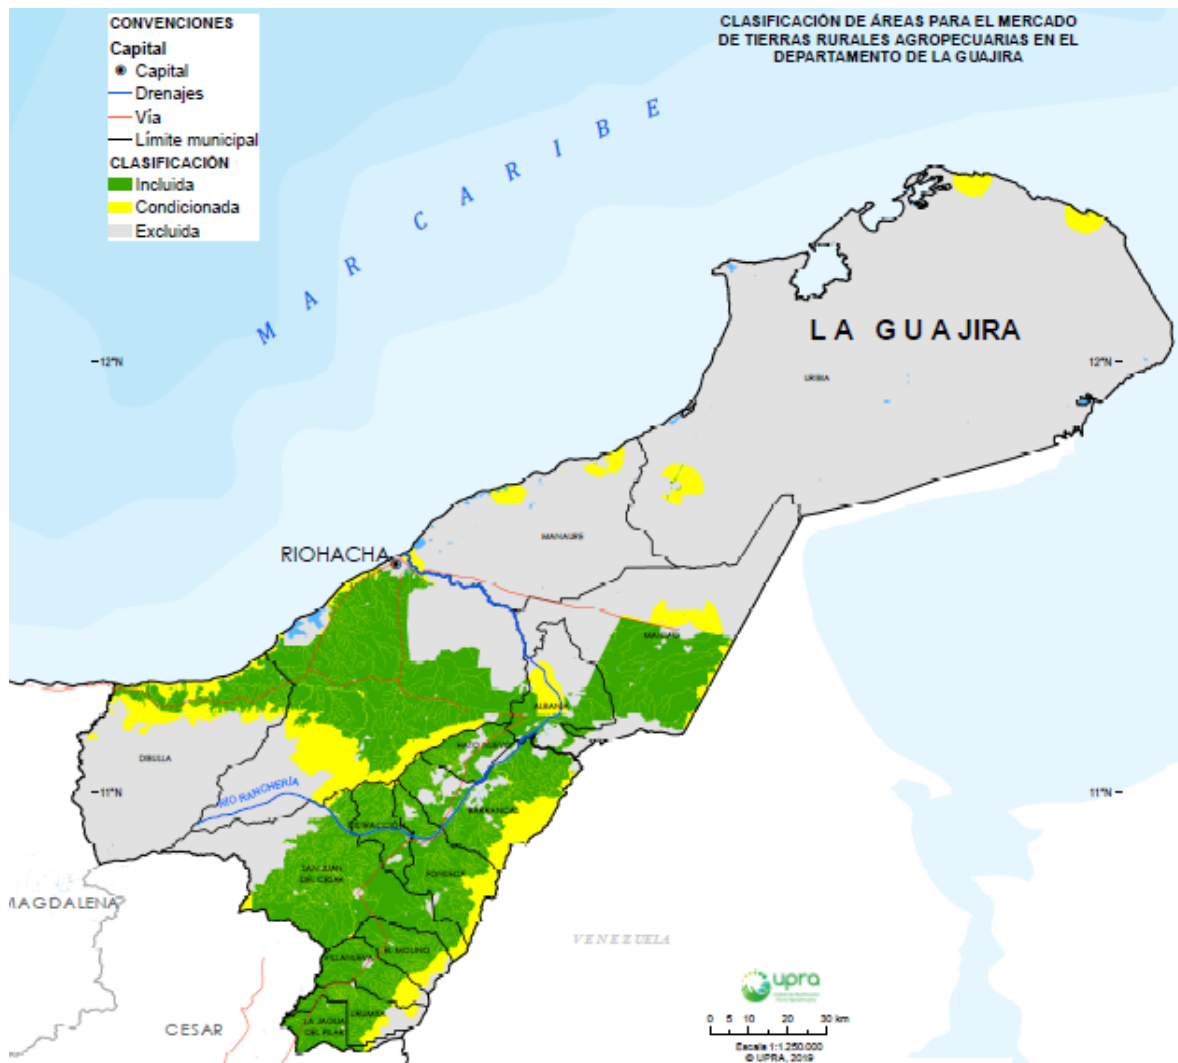 CONVENCIONES
Capital
Capital
Drenajes
Vía
Límite municipal
CLASIFICACIÓN
Incluida
Condicionada
Excluida
CLASIFICACIÓN DE ÁREAS PARA EL MERCADO
DE TIERRAS RURALES AGROPECUARIAS EN EL
DEPARTAMENTO DE LA GUAJIRA
MAR CARIBE
LA GUAJIRA
12°N
12°N
URIBIA
MANAURE
RIOHACHA
MAICAO
ALBANIA
HATO NUEVO
DIBULLA
RIO RANCHERÍA
11°N
11°N
BARRANCAS
DISTRACCIÓN
SAN JUAN
DEL CESAR
FONSECA
MAGDALENA
VENEZUELA
EL MOLINO
VILLANUEVA
URUMITA
LA JAGUA
DEL PILAR
CESAR
upra
0 5 10 20 30 km
Escala 1:1.250.000
© UPRA, 2019